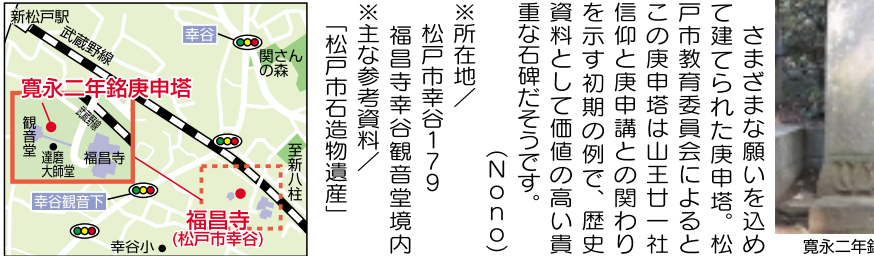 さまざまな願いを込め
て建てられた庚申塔。松
戸市教育委員会によると
この庚申塔は山王廿一社
信仰と庚申講との関わり
を示す初期の例で、歴史
資料として価値の高い貴
重な石碑だそうです。
（Ｎｏｎｏ）
※所在地／
松戸市幸谷１７９
福昌寺幸谷観音堂境内
※主な参考資料／
「松戸市石造物遺産」
新松戸駅
武蔵野線
幸谷
関さん
の森
寛永二年銘庚申塔
武蔵野線
観音堂
達磨
大師堂
福昌寺
至新八柱
幸谷観音下
福昌寺
(松戸市幸谷)
幸谷小
寛永二年銘